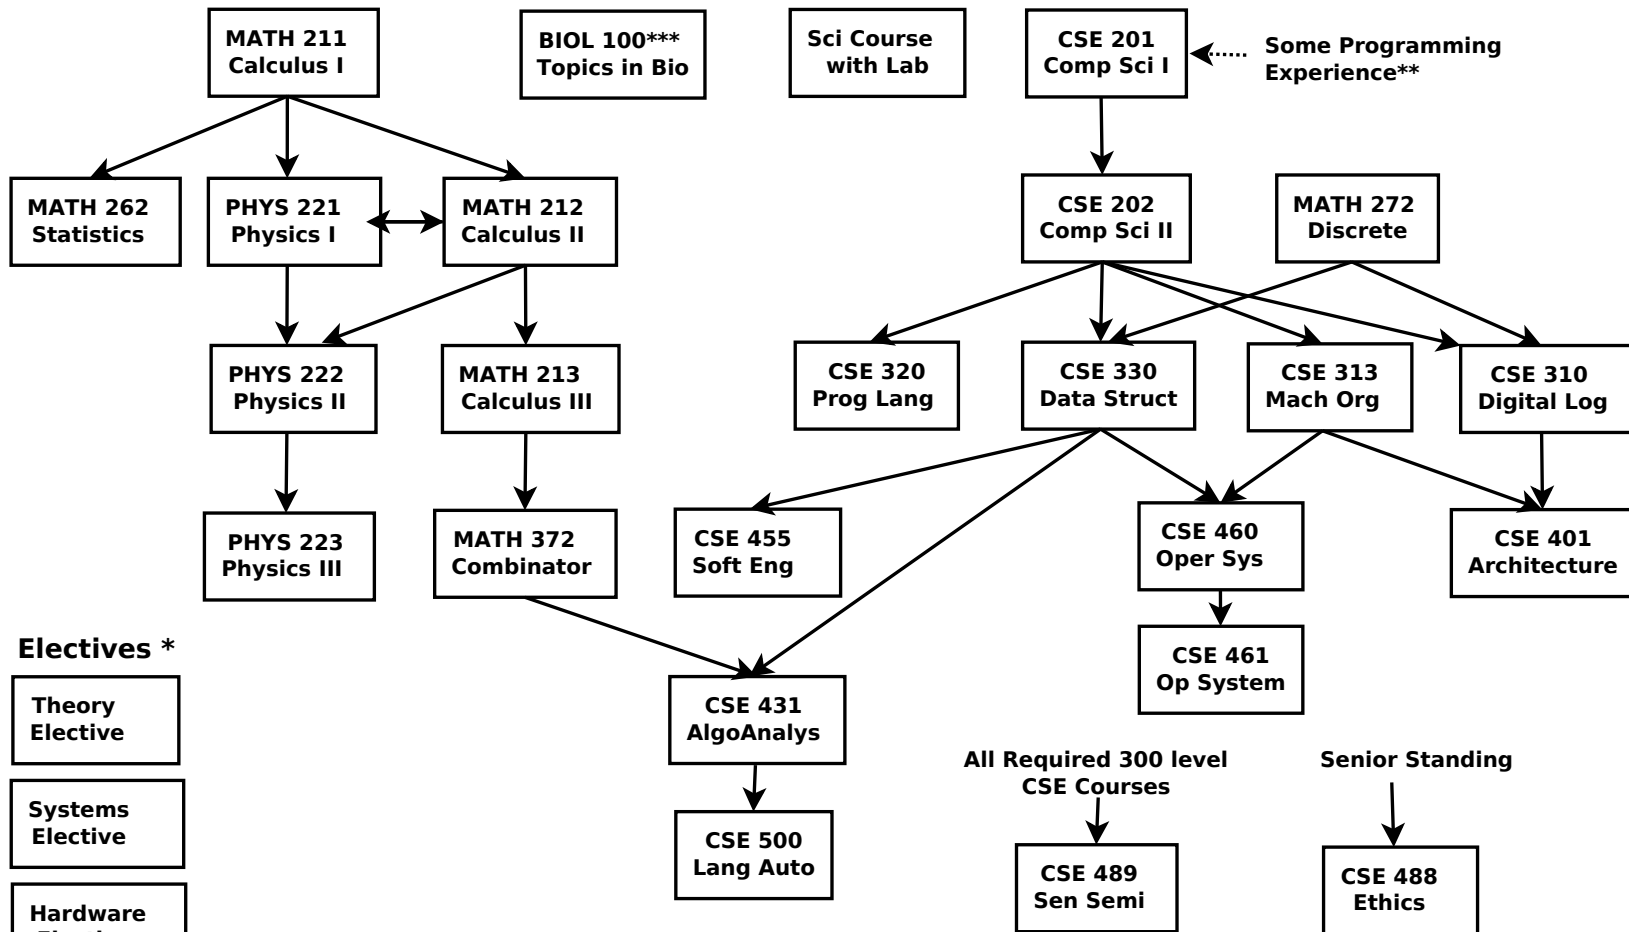 MATH 211
Calculus I
BIOL 100***
Topics in Bio
Sci Course
with Lab
CSE 201
Comp Sci I
Some Programming
Experience**
MATH 262
Statistics
PHYS 221
Physics I
MATH 212
Calculus II
CSE 202
Comp Sci II
MATH 272
Discrete
PHYS 222
Physics II
MATH 213
Calculus III
CSE 320
Prog Lang
CSE 330
Data Struct
CSE 313
Mach Org
CSE 310
Digital Log
PHYS 223
Physics III
MATH 372
Combinator
CSE 455
Soft Eng
CSE 460
Oper Sys
CSE 401
Architecture
Electives *
Theory
Elective
CSE 431
AlgoAnalys
CSE 461
Op System
Systems
Elective
All Required 300 level
CSE Courses
Senior Standing
CSE 500
Lang Auto
CSE 489
Sen Semi
CSE 488
Ethics
Hardware